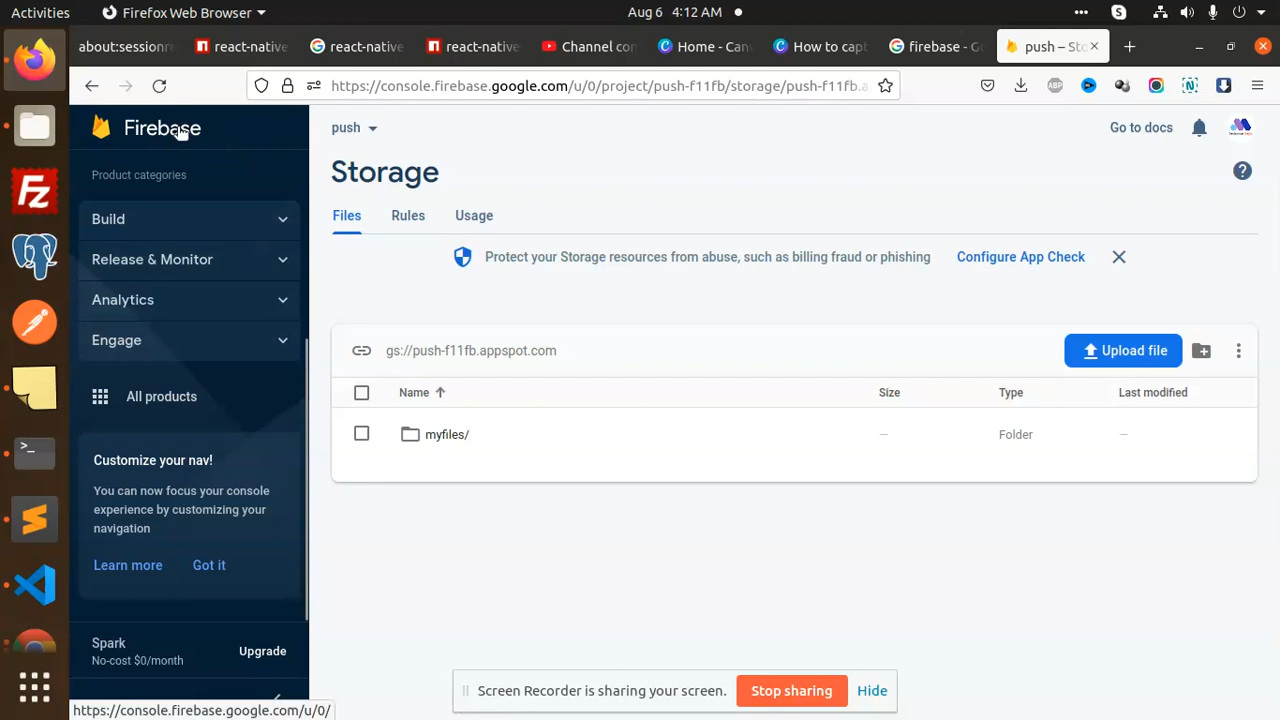 Activities
Firefox Web Browser
Aug 6 4:12 AM
about:sessionre
react-native
react-native
react-native
Channel con
Home - Can
How to capt
firebase - G
push – Sto
https://console.firebase.google.com/u/0/project/push-f11fb/storage/push-f11fb.a
Firebase
push
Go to docs
Storage
Product categories
Files
Rules
Usage
Build
Protect your Storage resources from abuse, such as billing fraud or phishing
Configure App Check
Release & Monitor
Analytics
Engage
gs://push-f11fb.appspot.com
Upload file
Name
Size
Type
Last modified
All products
myfiles/
—
Folder
—
Customize your nav!
You can now focus your console
experience by customizing your
navigation
Learn more
Got it
Spark
No-cost $0/month
Upgrade
Screen Recorder is sharing your screen.
Stop sharing
Hide
https://console.firebase.google.com/u/0/